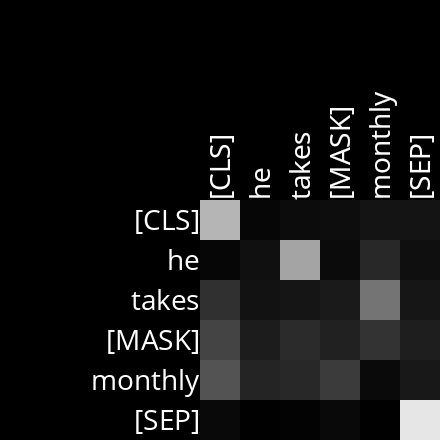 [CLS] he takes [MASK] monthly [SEP]
[CLS]
he
takes
[MASK]
monthly
[SEP]